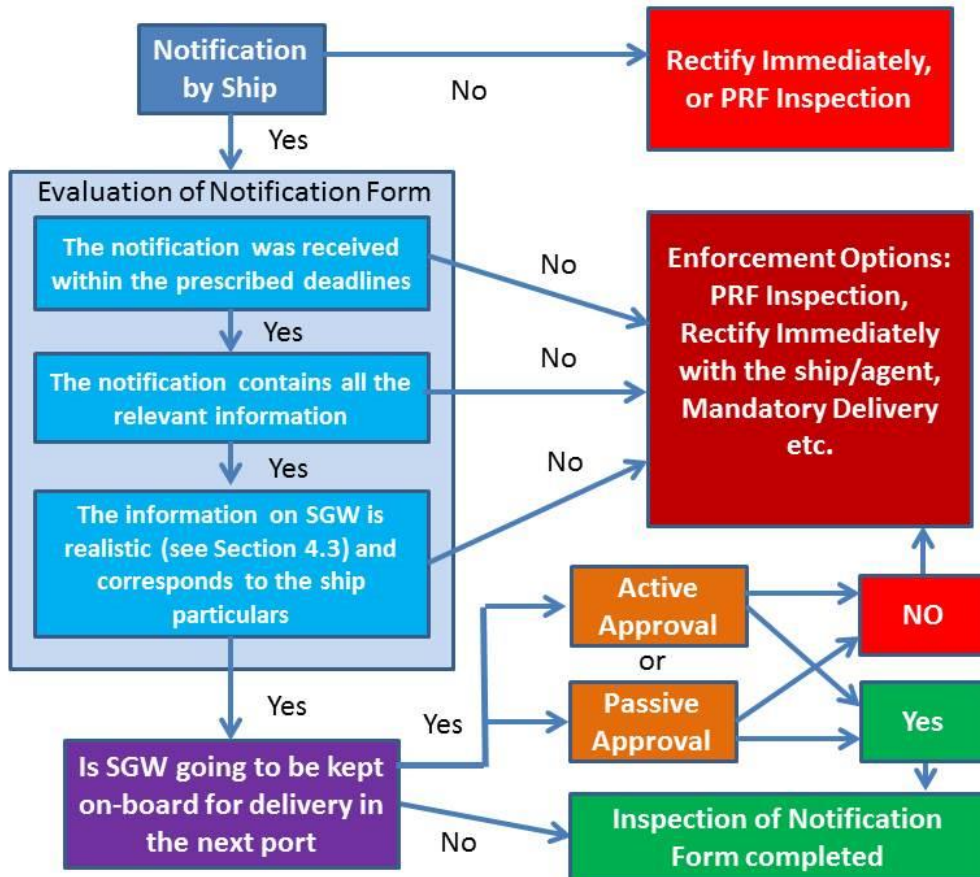 Notification
by Ship
No
Rectify Immediately,
or PRF Inspection
Yes
Evaluation of Notification Form
The notification was received
within the prescribed deadlines
No
Yes
The notification contains all the
relevant information
No
Yes
The information on SGW is
realistic (see Section 4.3) and
corresponds to the ship
particulars
No
Enforcement Options:
PRF Inspection,
Rectify Immediately
with the ship/agent,
Mandatory Delivery
etc.
Yes
Is SGW going to be kept
on-board for delivery in
the next port
Yes
Active
Approval
or
Passive
Approval
NO
Yes
No
Inspection of Notification
Form completed